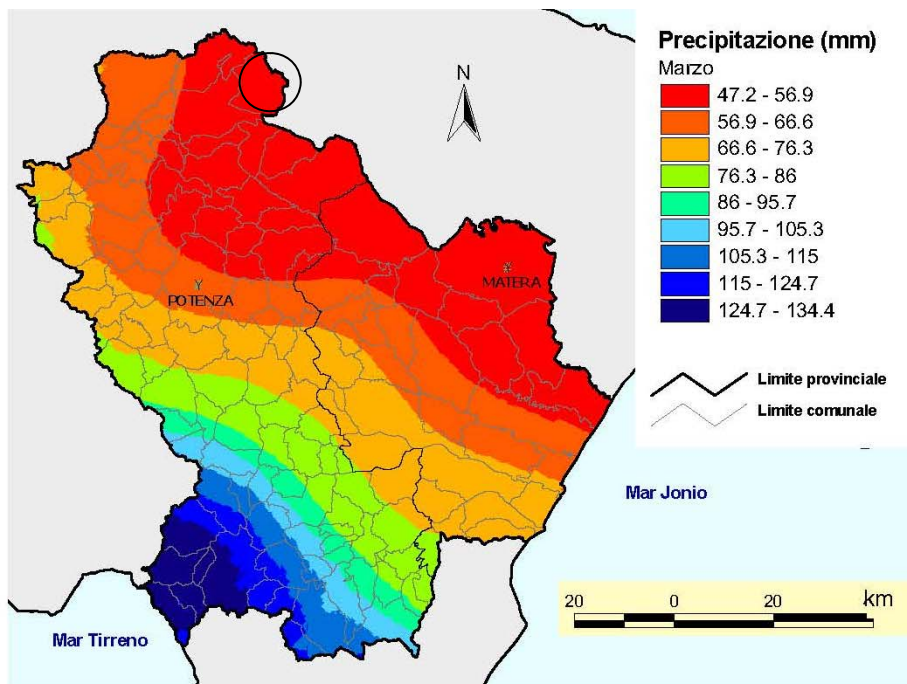 Precipitazione (mm)
Marzo
47.2 - 56.9
56.9 - 66.6
66.6 - 76.3
76.3 - 86
86 - 95.7
95.7 - 105.3
105.3 - 115
115 - 124.7
124.7 - 134.4
Limite provinciale
Limite comunale
N
MATERA
POTENZA
Mar Jonio
Mar Tirreno
20 0 20 km